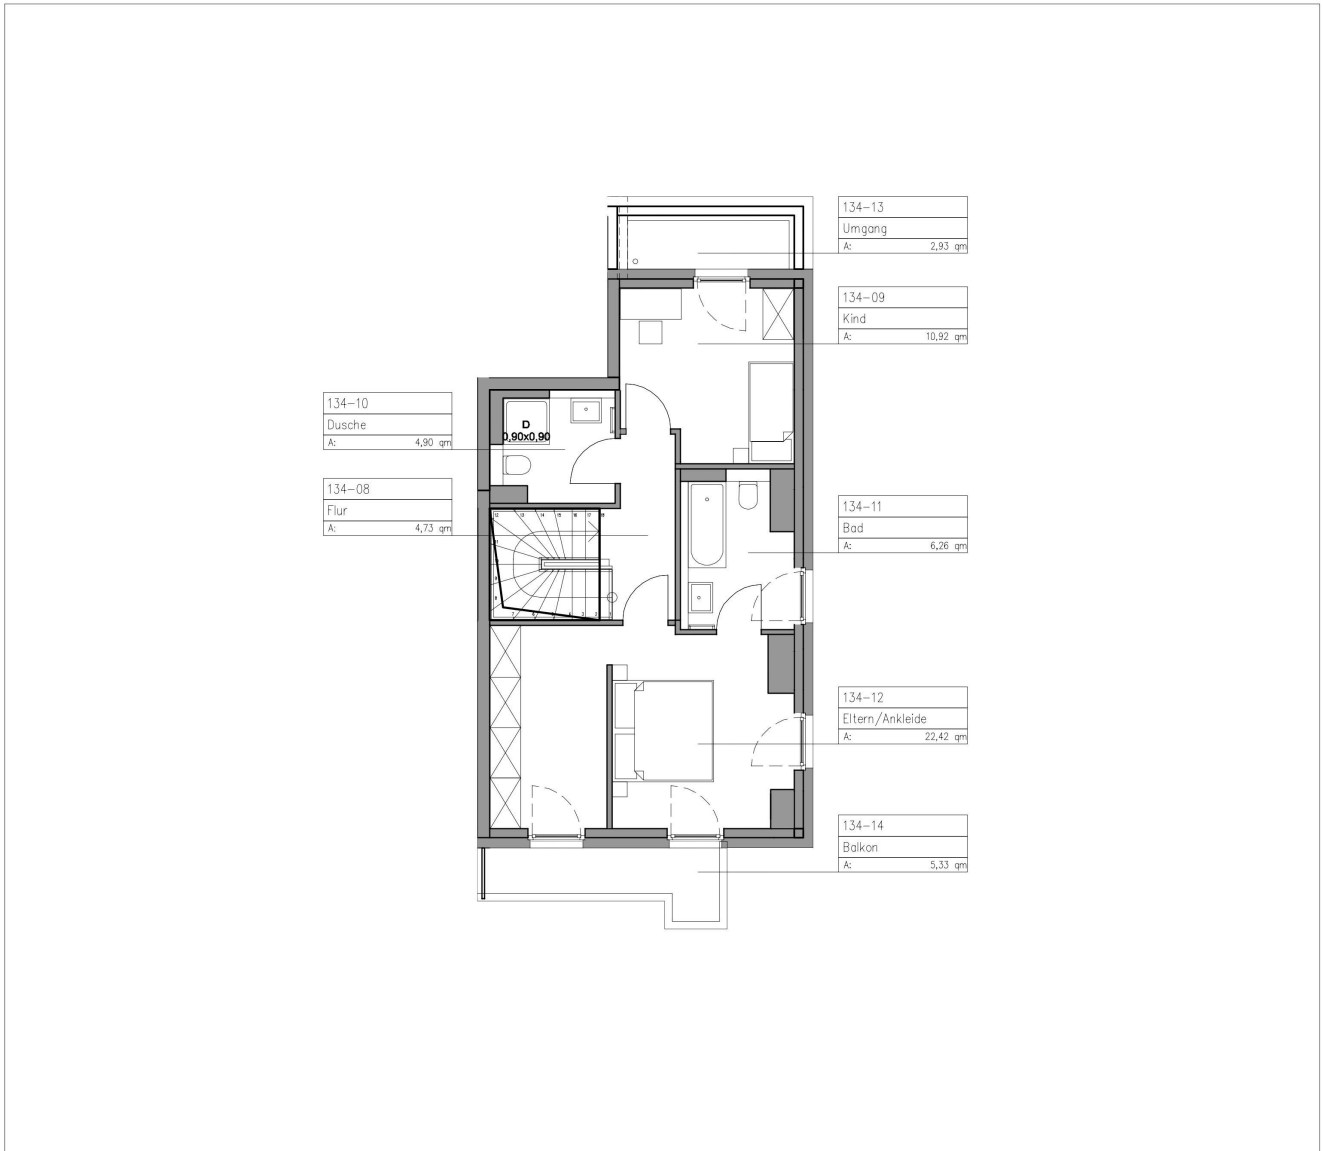 134-13
Umgang
A: 2,93 qm
134-09
Kind
A: 10,92 qm
134-10
Dusche
A: 4,90 qm
D
0,90x0,90
134-08
Flur
A: 4,73 qm
134-11
Bad
A: 6,26 qm
134-12
Eltern/Ankleide
A: 22,42 qm
134-14
Balkon
A: 5,33 qm